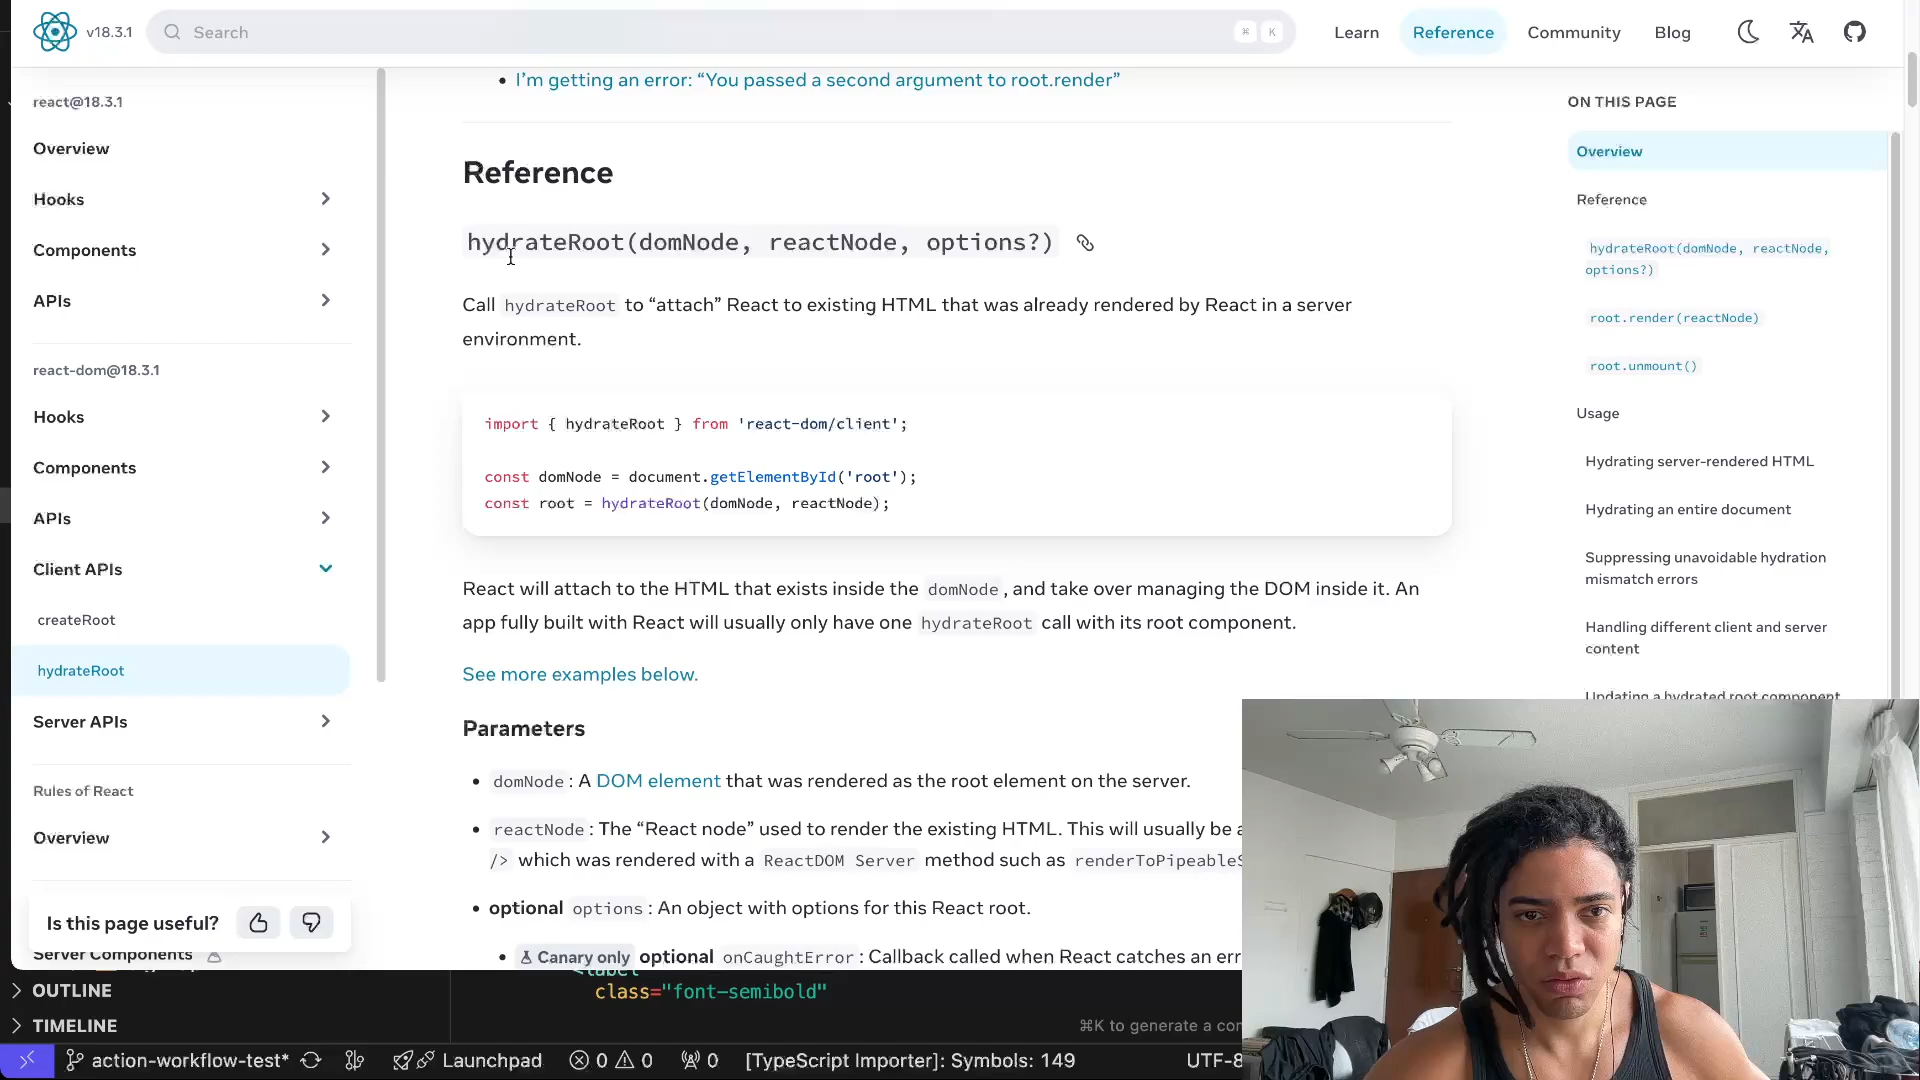 v18.3.1
Search
⌘ K
Learn
Reference
Community
Blog
react@18.3.1
Overview
Hooks
Components
APIs
react-dom@18.3.1
Hooks
Components
APIs
Client APIs
createRoot
hydrateRoot
Server APIs
Rules of React
Overview
Is this page useful?
Server Components
I’m getting an error: “You passed a second argument to root.render”
Reference
hydrateRoot(domNode, reactNode, options?)
Call hydrateRoot to “attach” React to existing HTML that was already rendered by React in a server
environment.
import { hydrateRoot } from 'react-dom/client';
const domNode = document.getElementById('root');
const root = hydrateRoot(domNode, reactNode);
React will attach to the HTML that exists inside the domNode, and take over managing the DOM inside it. An
app fully built with React will usually only have one hydrateRoot call with its root component.
See more examples below.
Parameters
domNode: A DOM element that was rendered as the root element on the server.
reactNode: The “React node” used to render the existing HTML. This will usually be a
/> which was rendered with a ReactDOM Server method such as renderToPipeableS
optional options: An object with options for this React root.
Canary only optional onCaughtError: Callback called when React catches an err
ON THIS PAGE
Overview
Reference
hydrateRoot(domNode, reactNode,
options?)
root.render(reactNode)
root.unmount()
Usage
Hydrating server-rendered HTML
Hydrating an entire document
Suppressing unavoidable hydration
mismatch errors
Handling different client and server
content
Updating a hydrated root component
<label
class="font-semibold"
OUTLINE
TIMELINE
⌘K to generate a co
action-workflow-test*
Launchpad
0
0
0
[TypeScript Importer]: Symbols: 149
UTF-8